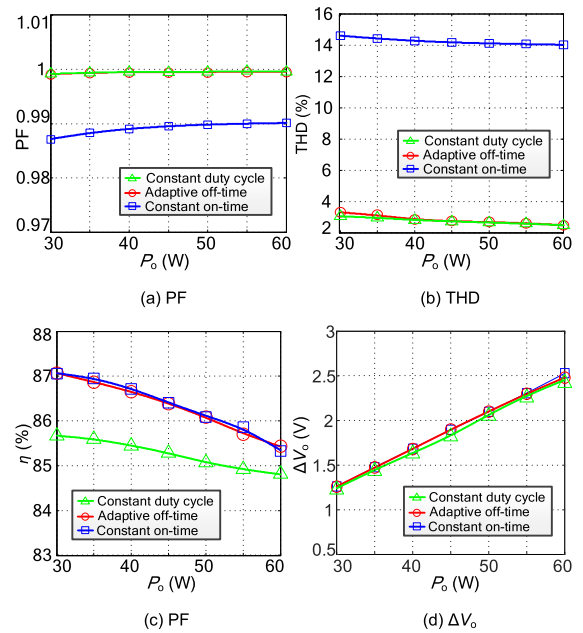 1.01
1
0.99
0.98
0.97
PF
Constant duty cycle
Adaptive off-time
Constant on-time
30 40 50 60
Po (W)
(a) PF
16
14
12
10
8
6
4
2
THD (%)
Constant duty cycle
Adaptive off-time
Constant on-time
30 40 50 60
Po (W)
(b) THD
88
87
86
85
84
83
η (%)
Constant duty cycle
Adaptive off-time
Constant on-time
30 40 50 60
Po (W)
(c) PF
3
2.5
2
1.5
1
0.5
ΔVo (V)
Constant duty cycle
Adaptive off-time
Constant on-time
30 40 50 60
Po (W)
(d) ΔVo